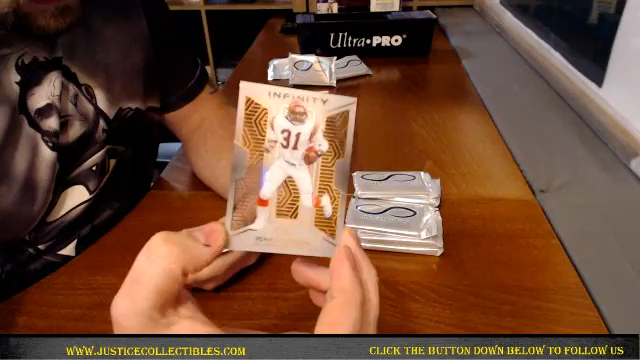 Ultra•PRO®
INFINITY
31
WWW.JUSTICECOLLECTIBLES.COM
CLICK THE BUTTON DOWN BELOW TO FOLLOW US